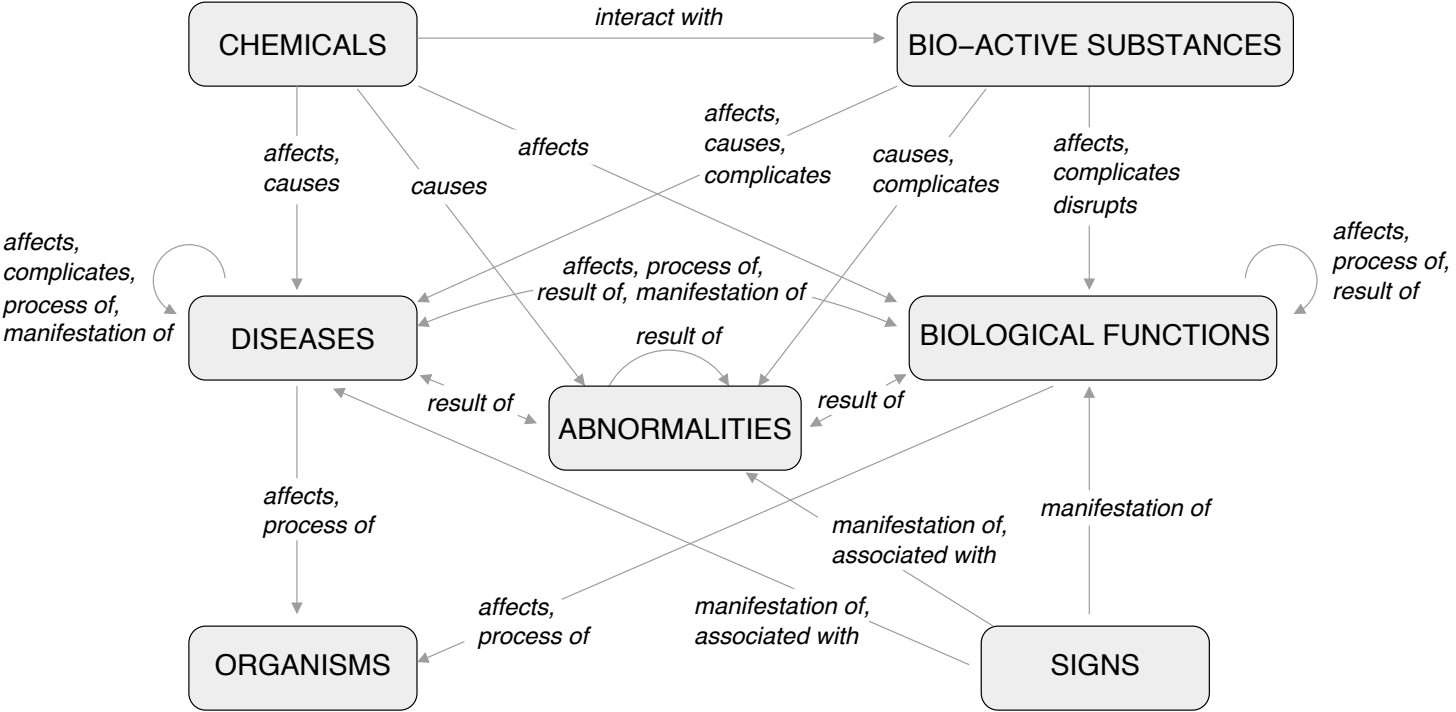 interact with
CHEMICALS
BIO–ACTIVE SUBSTANCES
affects,
causes
causes
affects
affects,
causes,
complicates
causes,
complicates
affects,
complicates
disrupts
affects,
complicates,
process of,
manifestation of
affects, process of,
result of, manifestation of
affects,
process of,
result of
DISEASES
result of
BIOLOGICAL FUNCTIONS
result of
ABNORMALITIES
result of
affects,
process of
manifestation of,
associated with
manifestation of
affects,
process of
manifestation of,
associated with
ORGANISMS
SIGNS